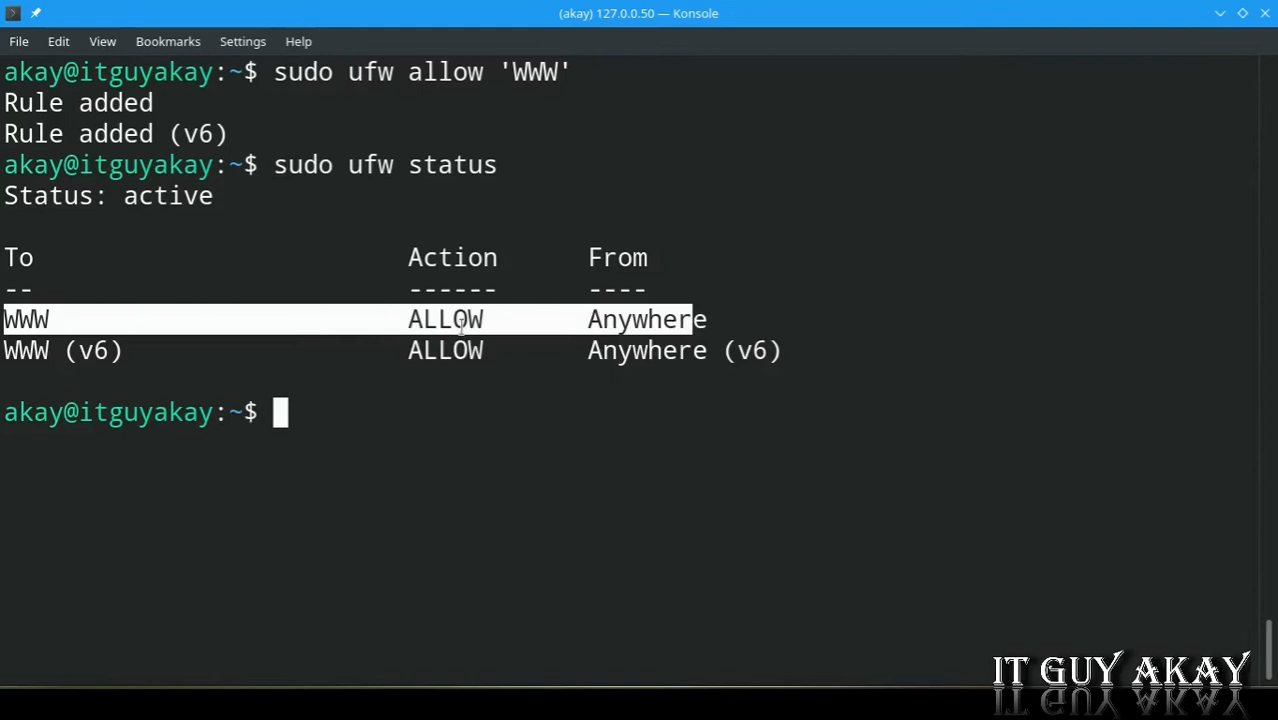 (akay) 127.0.0.50 — Konsole
File Edit View Bookmarks Settings Help
akay@itguyakay:~$ sudo ufw allow 'WWW'
Rule added
Rule added (v6)
akay@itguyakay:~$ sudo ufw status
Status: active
To Action From
-- ------ ----
WWW ALLOW Anywhere
WWW (v6) ALLOW Anywhere (v6)
akay@itguyakay:~$
IT GUY AKAY